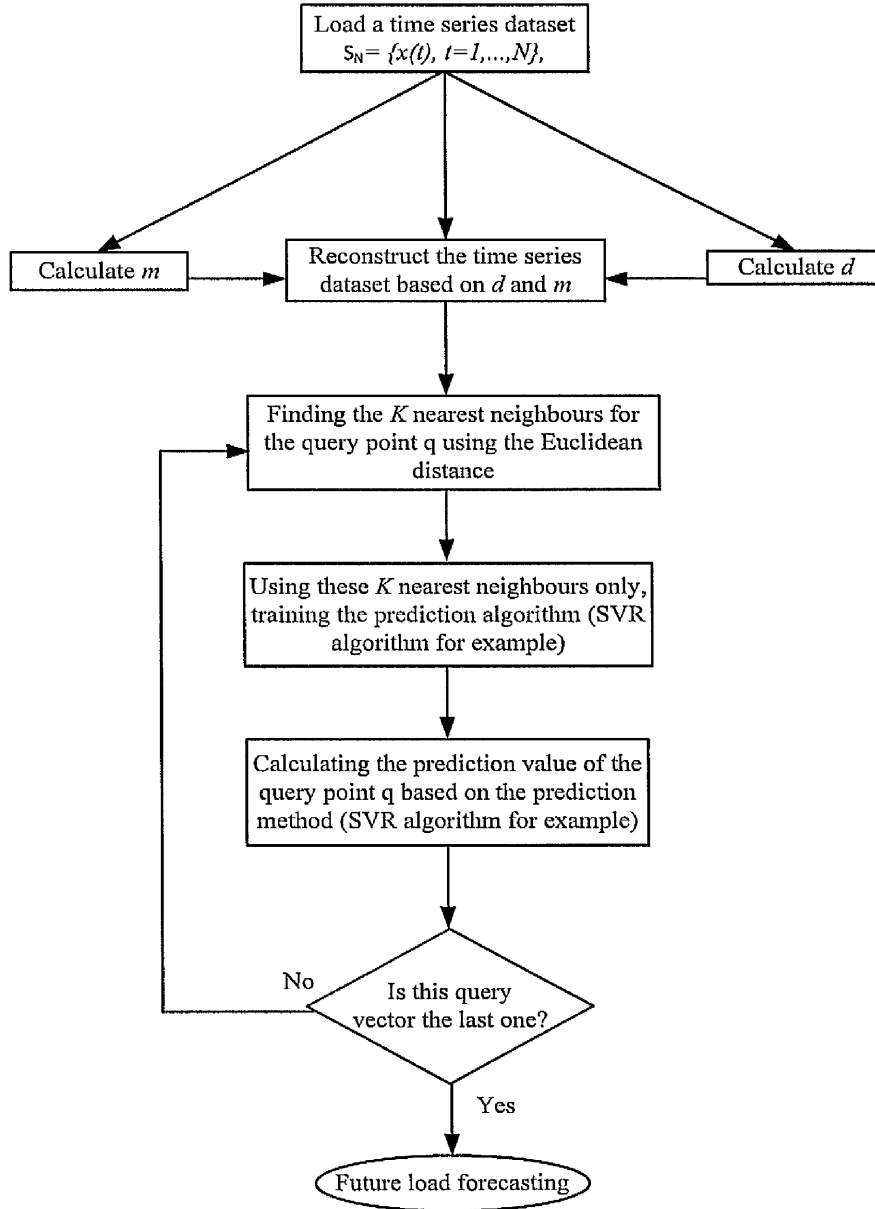 Load a time series dataset
S_N= {x(t), t=1,...,N},
Calculate m
Reconstruct the time series
dataset based on d and m
Calculate d
Finding the K nearest neighbours for
the query point q using the Euclidean
distance
Using these K nearest neighbours only,
training the prediction algorithm (SVR
algorithm for example)
Calculating the prediction value of the
query point q based on the prediction
method (SVR algorithm for example)
No
Is this query
vector the last one?
Yes
Future load forecasting